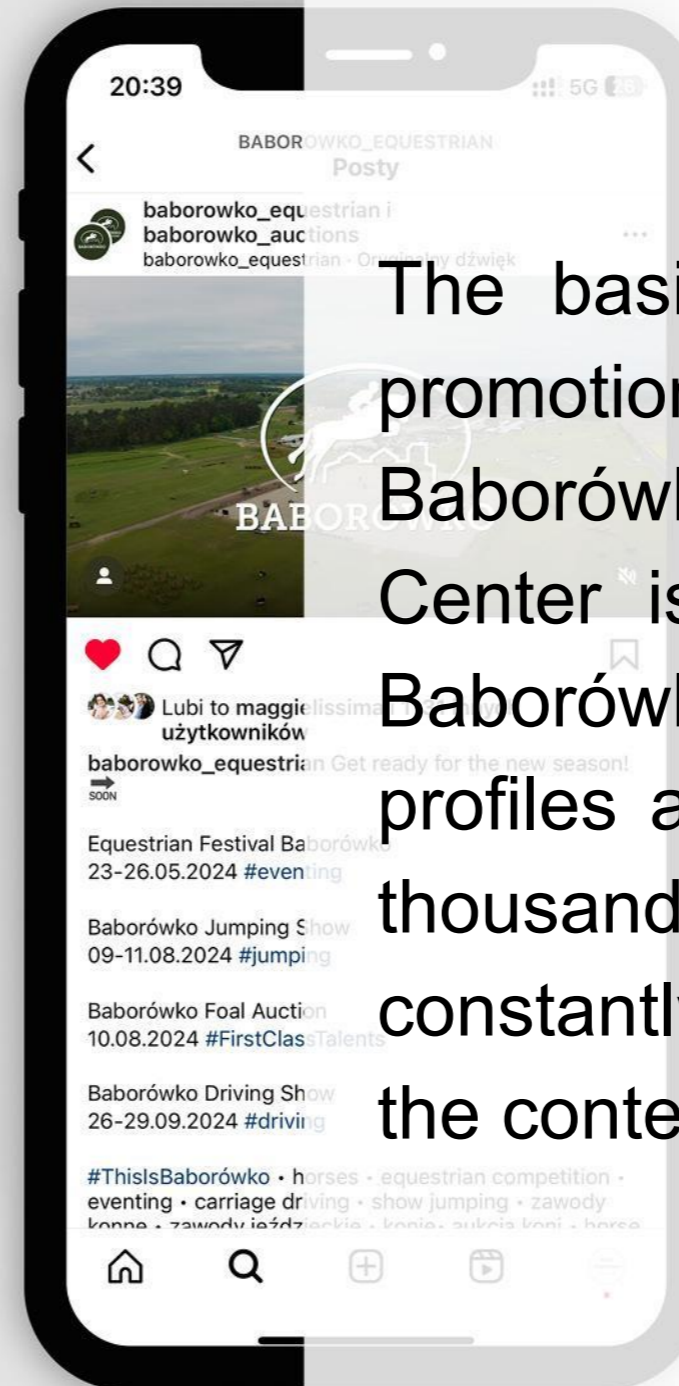 20:39
5G 26
BABOROWKO_EQUESTRIAN
Posty
baborowko_equestrian i
baborowko_auctions
baborowko_equestrian · Oryginalny dźwięk
BABORÓWKO
Lubi to maggielissima i
użytkowników
baborowko_equestrian Get ready for the new season!
SOON
Equestrian Festival Baborówko
23-26.05.2024 #eventing
Baborówko Jumping Show
09-11.08.2024 #jumping
Baborówko Foal Auction
10.08.2024 #FirstClassTalents
Baborówko Driving Show
26-29.09.2024 #driving
#ThisIsBaborówko • horses • equestrian competition •
eventing • carriage driving • show jumping • zawody
konne • zawody jeździeckie • konie • aukcja koni • horse
The basi
promotion
Baborówk
Center is
Baborówk
profiles a
thousand
constantly
the conte